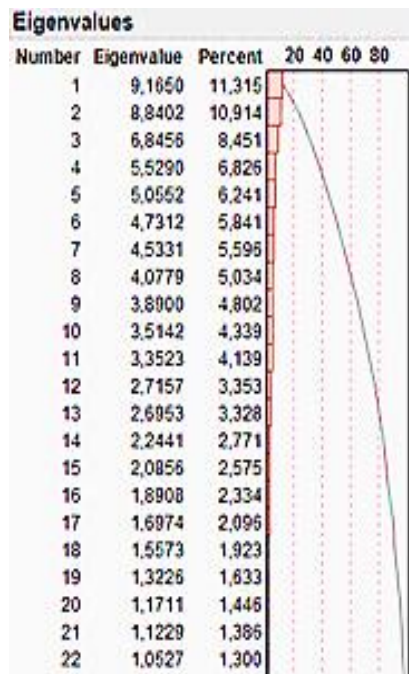 Eigenvalues
Number Eigenvalue Percent 20 40 60 80
1 9,1650 11,315
2 8,8402 10,914
3 6,8456 8,451
4 5,5290 6,826
5 5,0552 6,241
6 4,7312 5,841
7 4,5331 5,596
8 4,0779 5,034
9 3,8900 4,802
10 3,5142 4,339
11 3,3523 4,139
12 2,7157 3,353
13 2,6953 3,328
14 2,2441 2,771
15 2,0856 2,575
16 1,8908 2,334
17 1,6974 2,096
18 1,5573 1,923
19 1,3226 1,633
20 1,1711 1,446
21 1,1229 1,386
22 1,0527 1,300